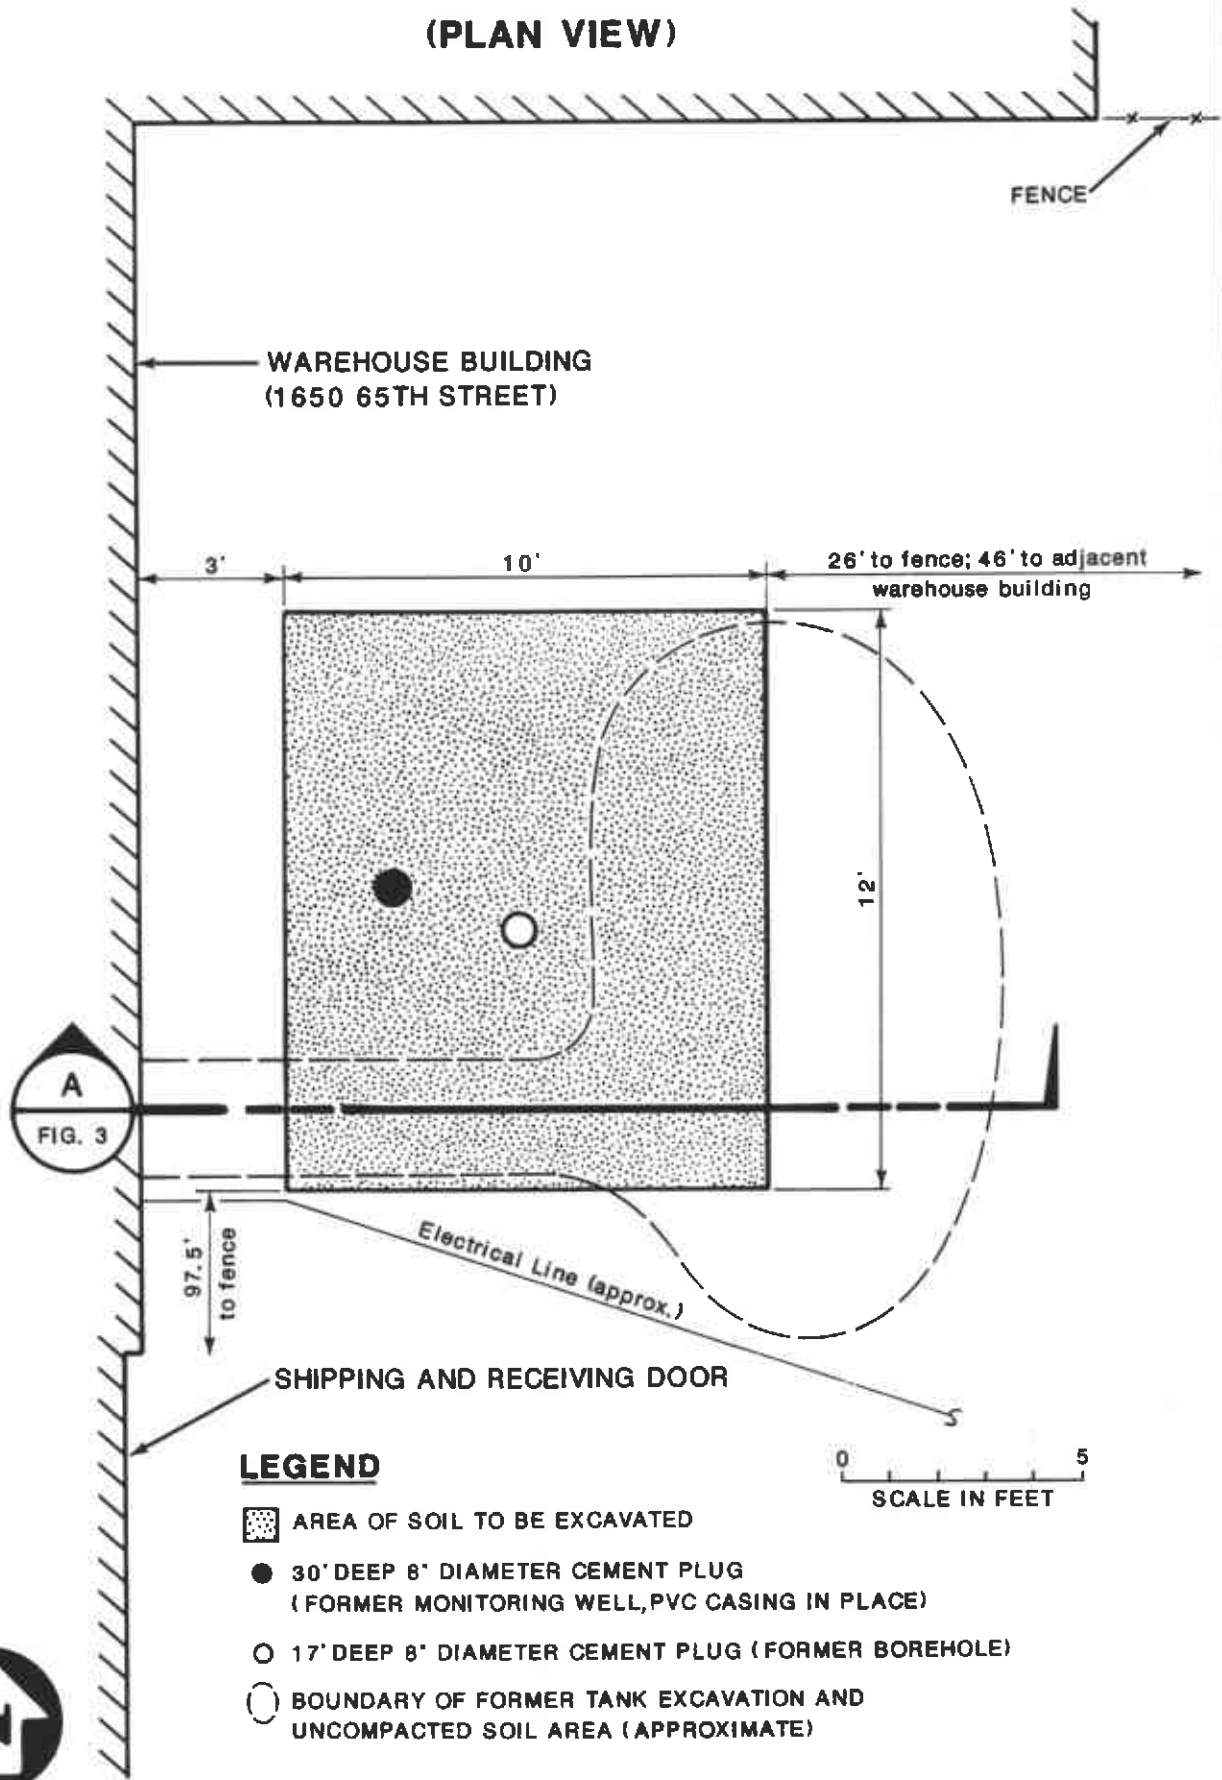 (PLAN VIEW)
FENCE
WAREHOUSE BUILDING
(1650 65TH STREET)
3'
10'
26' to fence; 46' to adjacent
warehouse building
12'
A
FIG. 3
97.5'
to fence
Electrical Line (approx.)
SHIPPING AND RECEIVING DOOR
LEGEND
0 5
SCALE IN FEET
AREA OF SOIL TO BE EXCAVATED
30' DEEP 8" DIAMETER CEMENT PLUG
(FORMER MONITORING WELL, PVC CASING IN PLACE)
17' DEEP 8" DIAMETER CEMENT PLUG (FORMER BOREHOLE)
BOUNDARY OF FORMER TANK EXCAVATION AND
UNCOMPACTED SOIL AREA (APPROXIMATE)